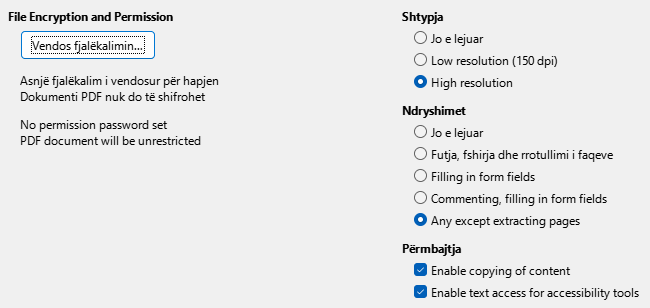 File Encryption and Permission
Vendos fjalëkalimin...
Asnjë fjalëkalim i vendosur për hapjen
Dokumenti PDF nuk do të shifrohet
No permission password set
PDF document will be unrestricted
Shtypja
Jo e lejuar
Low resolution (150 dpi)
High resolution
Ndryshimet
Jo e lejuar
Futja, fshirja dhe rrotullimi i faqeve
Filling in form fields
Commenting, filling in form fields
Any except extracting pages
Përmbajtja
Enable copying of content
Enable text access for accessibility tools